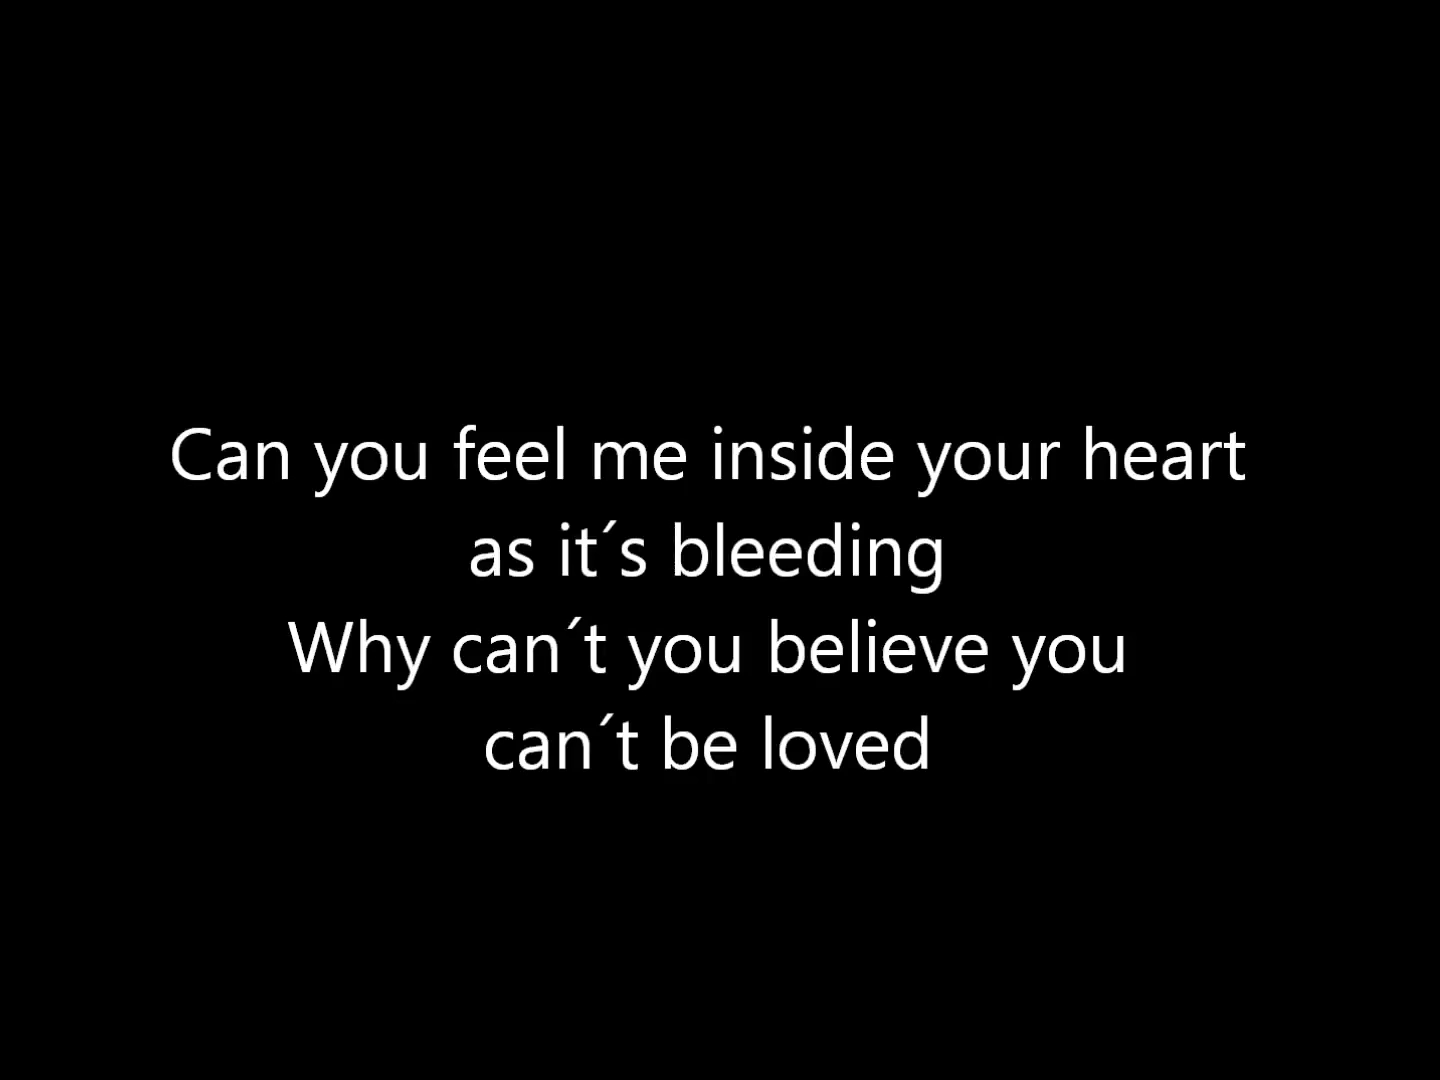 Can you feel me inside your heart
as it´s bleeding
Why can´t you believe you
can´t be loved